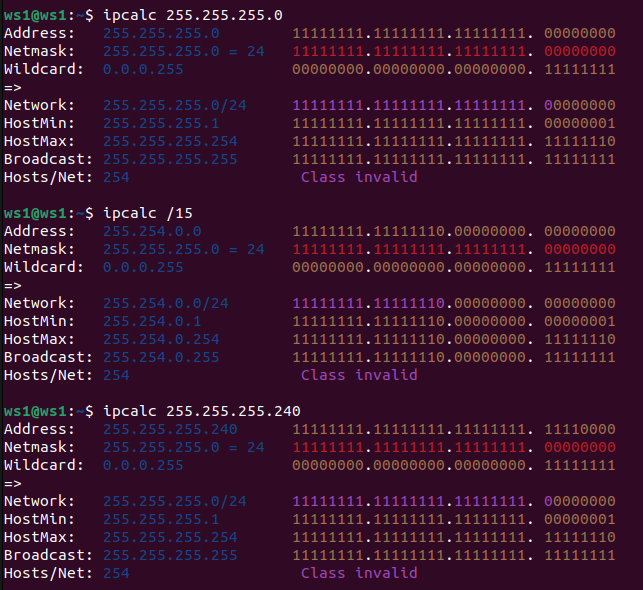 ws1@ws1:~$ ipcalc 255.255.255.0
Address:   255.255.255.0        11111111.11111111.11111111. 00000000
Netmask:   255.255.255.0 = 24   11111111.11111111.11111111. 00000000
Wildcard:  0.0.0.255            00000000.00000000.00000000. 11111111
=>
Network:   255.255.255.0/24     11111111.11111111.11111111. 00000000
HostMin:   255.255.255.1        11111111.11111111.11111111. 00000001
HostMax:   255.255.255.254      11111111.11111111.11111111. 11111110
Broadcast: 255.255.255.255      11111111.11111111.11111111. 11111111
Hosts/Net: 254                   Class invalid
ws1@ws1:~$ ipcalc /15
Address:   255.254.0.0          11111111.11111110.00000000. 00000000
Netmask:   255.255.255.0 = 24   11111111.11111111.11111111. 00000000
Wildcard:  0.0.0.255            00000000.00000000.00000000. 11111111
=>
Network:   255.254.0.0/24       11111111.11111110.00000000. 00000000
HostMin:   255.254.0.1          11111111.11111110.00000000. 00000001
HostMax:   255.254.0.254        11111111.11111110.00000000. 11111110
Broadcast: 255.254.0.255        11111111.11111110.00000000. 11111111
Hosts/Net: 254                   Class invalid
ws1@ws1:~$ ipcalc 255.255.255.240
Address:   255.255.255.240      11111111.11111111.11111111. 11110000
Netmask:   255.255.255.0 = 24   11111111.11111111.11111111. 00000000
Wildcard:  0.0.0.255            00000000.00000000.00000000. 11111111
=>
Network:   255.255.255.0/24     11111111.11111111.11111111. 00000000
HostMin:   255.255.255.1        11111111.11111111.11111111. 00000001
HostMax:   255.255.255.254      11111111.11111111.11111111. 11111110
Broadcast: 255.255.255.255      11111111.11111111.11111111. 11111111
Hosts/Net: 254                   Class invalid